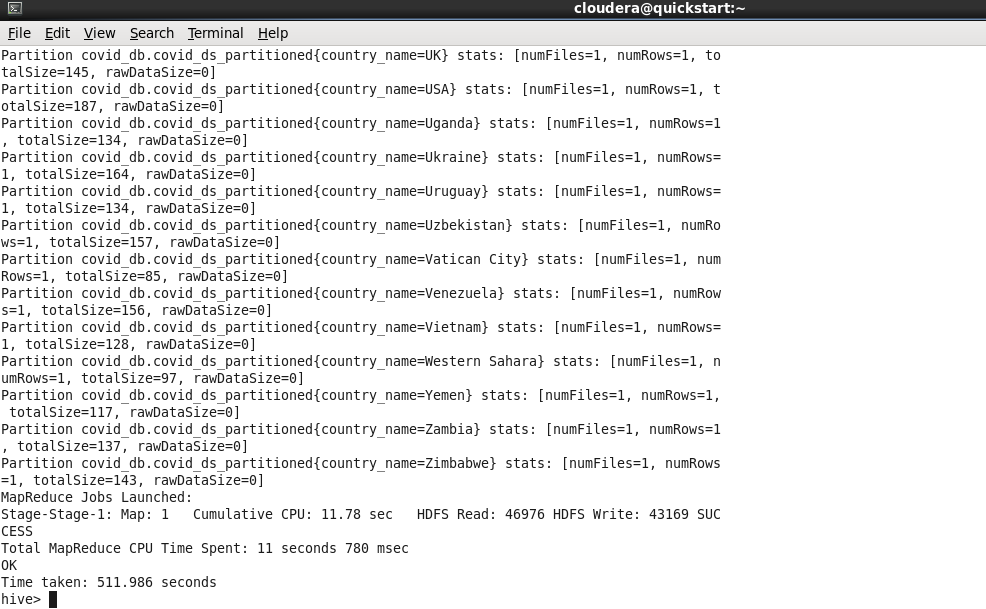 cloudera@quickstart:~
File Edit View Search Terminal Help
Partition covid_db.covid_ds_partitioned{country_name=UK} stats: [numFiles=1, numRows=1, to
talSize=145, rawDataSize=0]
Partition covid_db.covid_ds_partitioned{country_name=USA} stats: [numFiles=1, numRows=1, t
otalSize=187, rawDataSize=0]
Partition covid_db.covid_ds_partitioned{country_name=Uganda} stats: [numFiles=1, numRows=1
, totalSize=134, rawDataSize=0]
Partition covid_db.covid_ds_partitioned{country_name=Ukraine} stats: [numFiles=1, numRows=
1, totalSize=164, rawDataSize=0]
Partition covid_db.covid_ds_partitioned{country_name=Uruguay} stats: [numFiles=1, numRows=
1, totalSize=134, rawDataSize=0]
Partition covid_db.covid_ds_partitioned{country_name=Uzbekistan} stats: [numFiles=1, numRo
ws=1, totalSize=157, rawDataSize=0]
Partition covid_db.covid_ds_partitioned{country_name=Vatican City} stats: [numFiles=1, num
Rows=1, totalSize=85, rawDataSize=0]
Partition covid_db.covid_ds_partitioned{country_name=Venezuela} stats: [numFiles=1, numRow
s=1, totalSize=156, rawDataSize=0]
Partition covid_db.covid_ds_partitioned{country_name=Vietnam} stats: [numFiles=1, numRows=
1, totalSize=128, rawDataSize=0]
Partition covid_db.covid_ds_partitioned{country_name=Western Sahara} stats: [numFiles=1, n
umRows=1, totalSize=97, rawDataSize=0]
Partition covid_db.covid_ds_partitioned{country_name=Yemen} stats: [numFiles=1, numRows=1,
 totalSize=117, rawDataSize=0]
Partition covid_db.covid_ds_partitioned{country_name=Zambia} stats: [numFiles=1, numRows=1
, totalSize=137, rawDataSize=0]
Partition covid_db.covid_ds_partitioned{country_name=Zimbabwe} stats: [numFiles=1, numRows
=1, totalSize=143, rawDataSize=0]
MapReduce Jobs Launched:
Stage-Stage-1: Map: 1   Cumulative CPU: 11.78 sec   HDFS Read: 46976 HDFS Write: 43169 SUC
CESS
Total MapReduce CPU Time Spent: 11 seconds 780 msec
OK
Time taken: 511.986 seconds
hive>